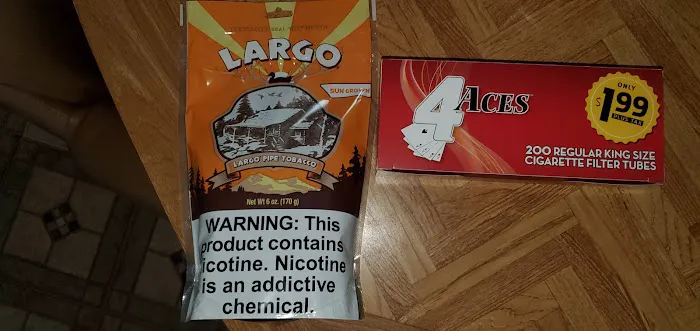 LARGO
SUN GROWN
LARGO PIPE TOBACCO
Net Wt 6 oz. (170 g)
WARNING: This
product contains
nicotine. Nicotine
is an addictive
chemical.
4 ACES
ONLY
$1.99
PLUS TAX
200 REGULAR KING SIZE
CIGARETTE FILTER TUBES